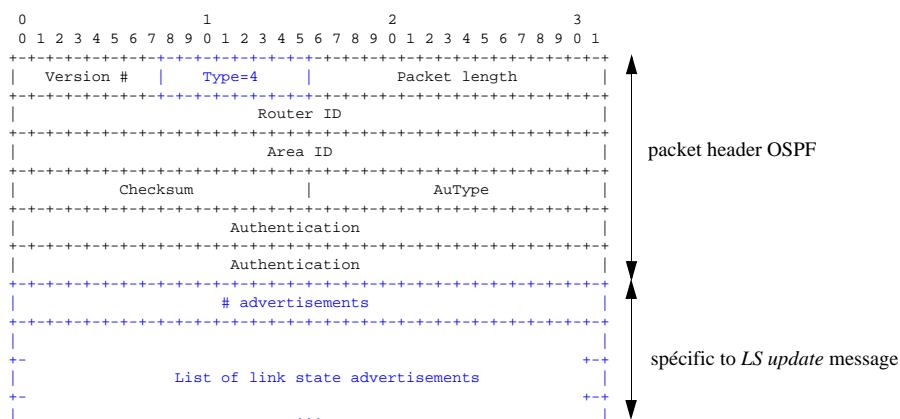 0                   1                   2                   3
0 1 2 3 4 5 6 7 8 9 0 1 2 3 4 5 6 7 8 9 0 1 2 3 4 5 6 7 8 9 0 1
+-+-+-+-+-+-+-+-+-+-+-+-+-+-+-+-+-+-+-+-+-+-+-+-+-+-+-+-+-+-+-+-+
| Version # | Type=4 | Packet length |
+-+-+-+-+-+-+-+-+-+-+-+-+-+-+-+-+-+-+-+-+-+-+-+-+-+-+-+-+-+-+-+-+
| Router ID |
+-+-+-+-+-+-+-+-+-+-+-+-+-+-+-+-+-+-+-+-+-+-+-+-+-+-+-+-+-+-+-+-+
| Area ID |
packet header OSPF
+-+-+-+-+-+-+-+-+-+-+-+-+-+-+-+-+-+-+-+-+-+-+-+-+-+-+-+-+-+-+-+-+
| Checksum | AuType |
+-+-+-+-+-+-+-+-+-+-+-+-+-+-+-+-+-+-+-+-+-+-+-+-+-+-+-+-+-+-+-+-+
| Authentication |
+-+-+-+-+-+-+-+-+-+-+-+-+-+-+-+-+-+-+-+-+-+-+-+-+-+-+-+-+-+-+-+-+
| Authentication |
+-+-+-+-+-+-+-+-+-+-+-+-+-+-+-+-+-+-+-+-+-+-+-+-+-+-+-+-+-+-+-+-+
| # advertisements |
+-+-+-+-+-+-+-+-+-+-+-+-+-+-+-+-+-+-+-+-+-+-+-+-+-+-+-+-+-+-+-+-+
| |
+- +-+
spécific to LS update message
| List of link state advertisements |
+- +-+
| ... |